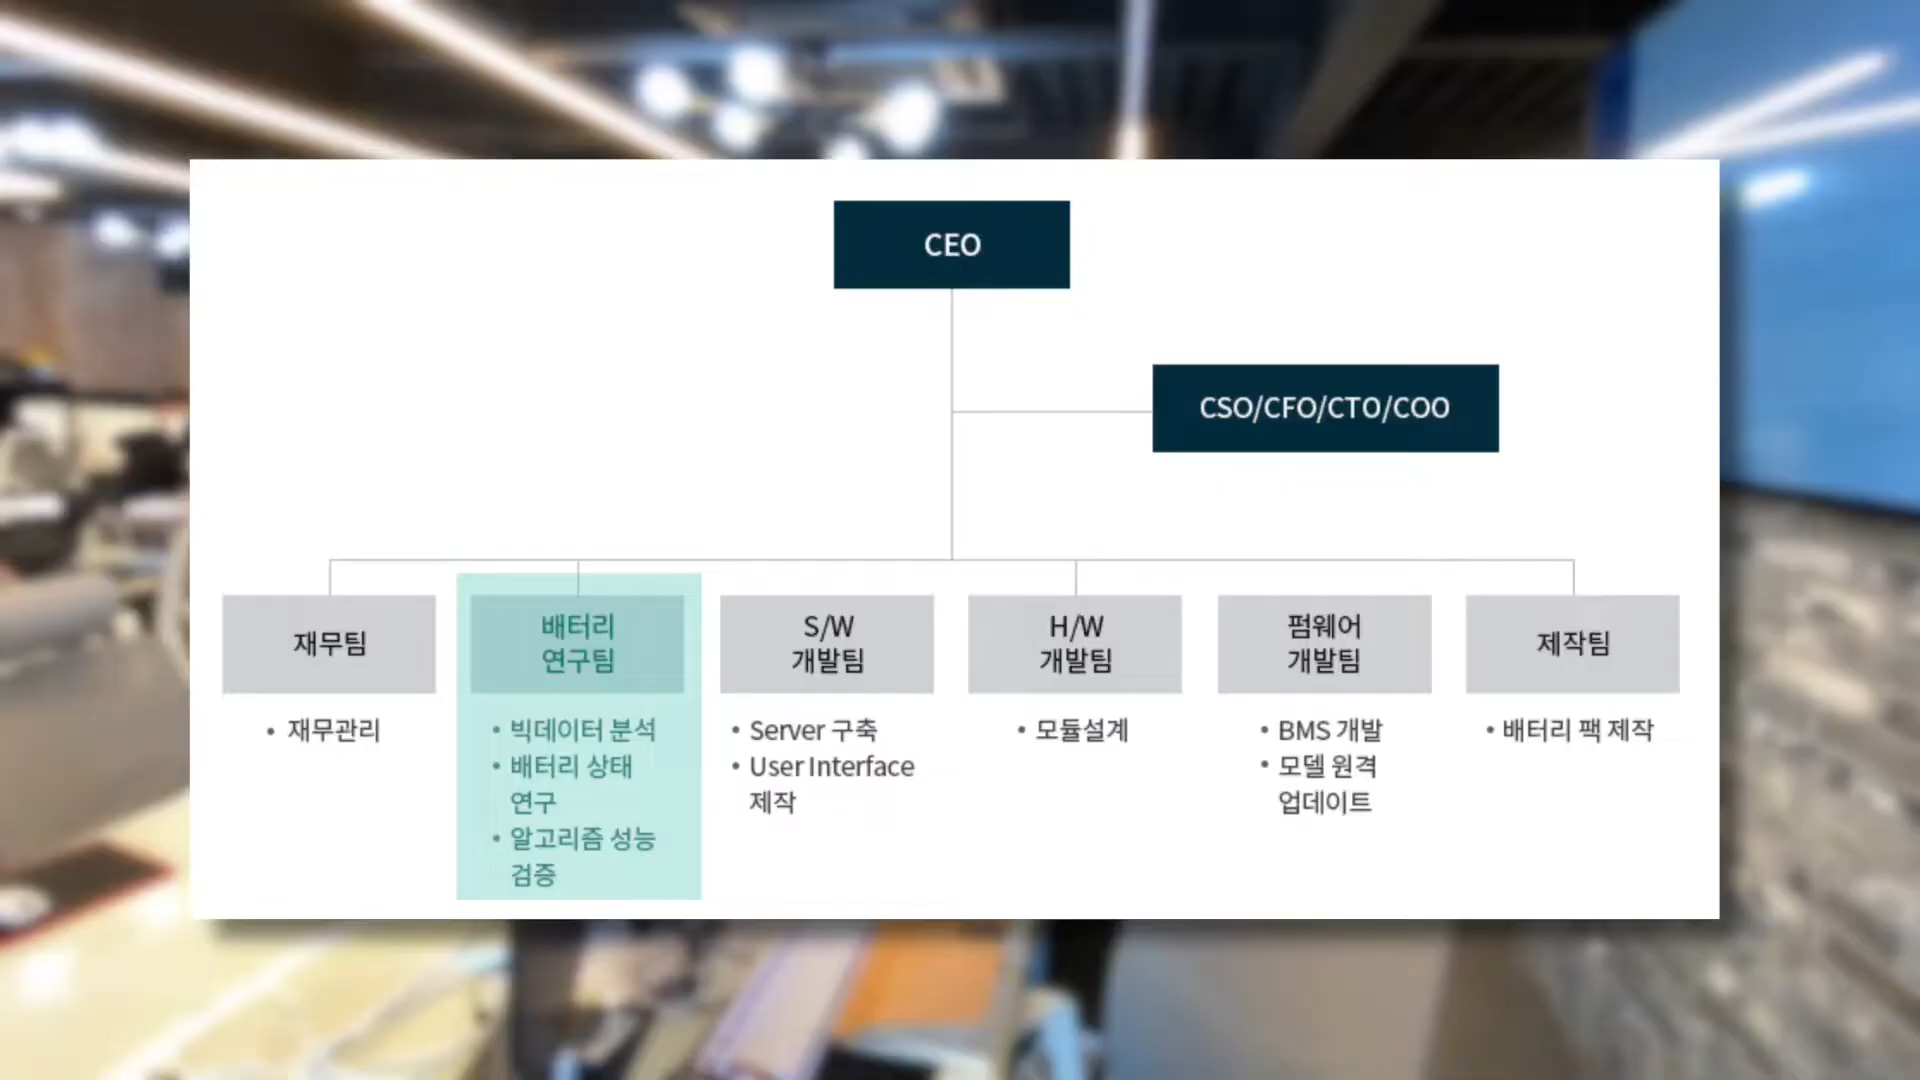 CEO
CSO/CFO/CTO/COO
재무팀
• 재무관리
배터리
연구팀
• 빅데이터 분석
• 배터리 상태
연구
• 알고리즘 성능
검증
S/W
개발팀
• Server 구축
• User Interface
제작
H/W
개발팀
• 모듈설계
펌웨어
개발팀
• BMS 개발
• 모델 원격
업데이트
제작팀
• 배터리 팩 제작